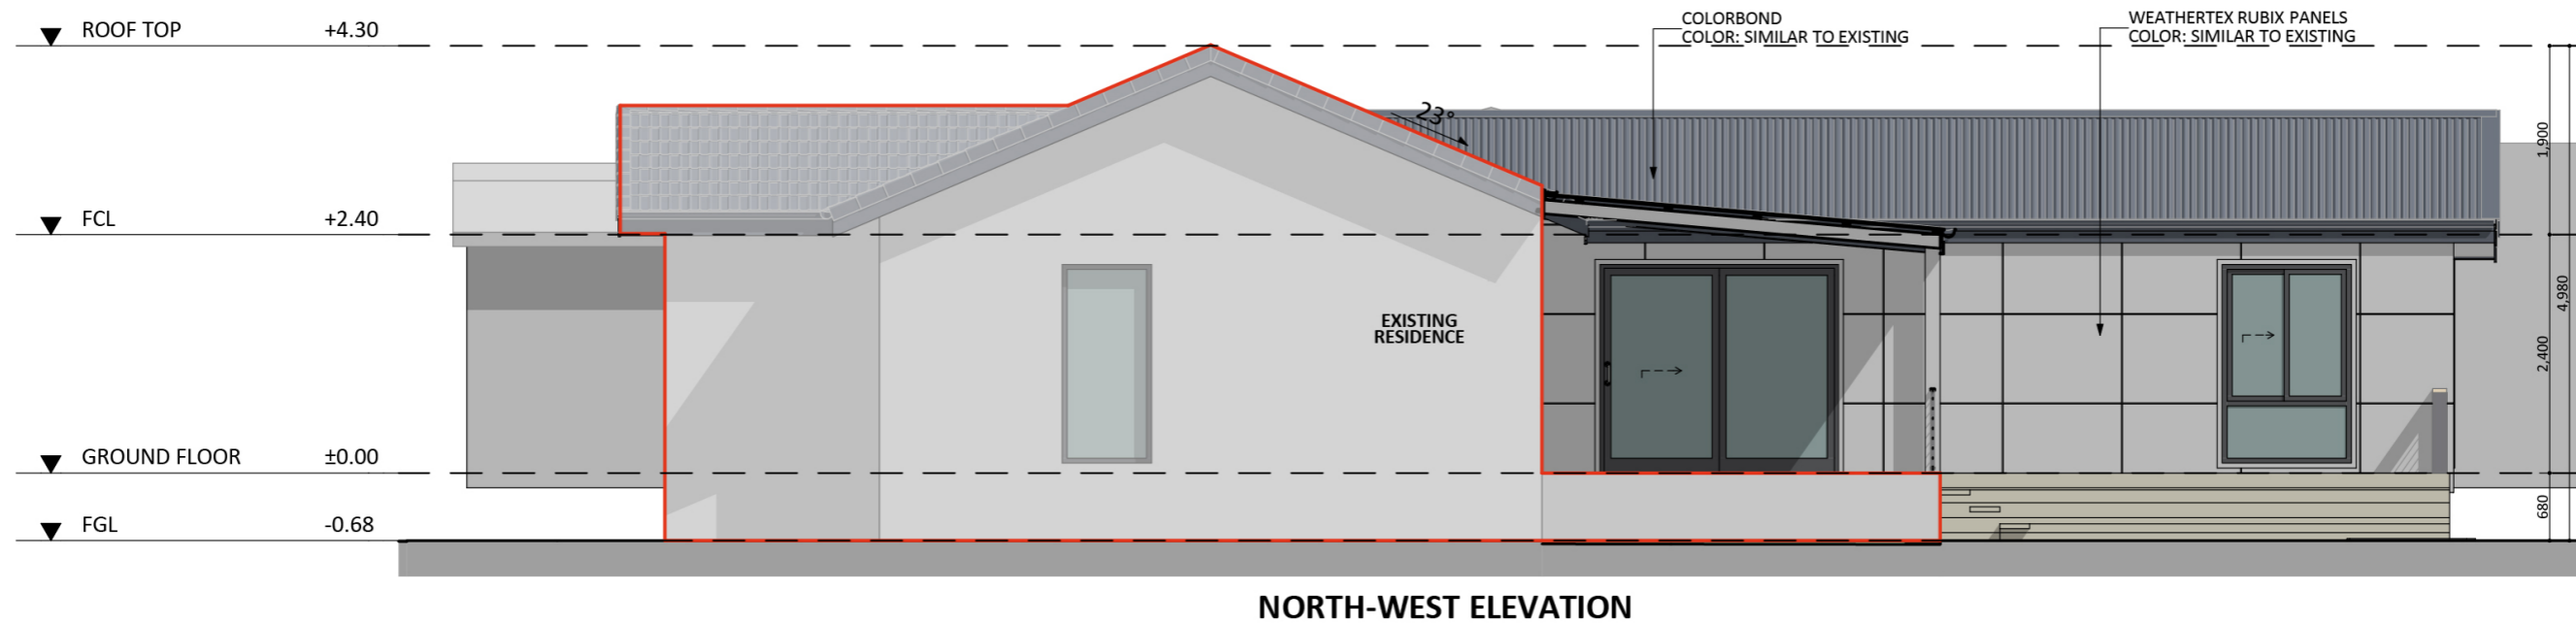 ROOF TOP +4.30
COLORBOND
COLOR: SIMILAR TO EXISTING
WEATHERTEX RUBIX PANELS
COLOR: SIMILAR TO EXISTING
23°
1,900
FCL +2.40
4,980
EXISTING
RESIDENCE
2,400
GROUND FLOOR ±0.00
680
FGL -0.68
NORTH-WEST ELEVATION